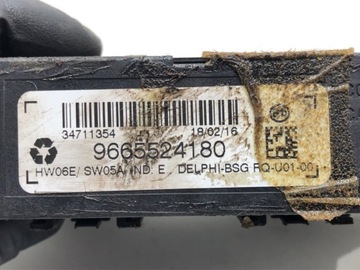 34711354 18/02/16
9665524180
HW06E/ SW05A/IND. E DELPHI-BSG RQ-U01-00